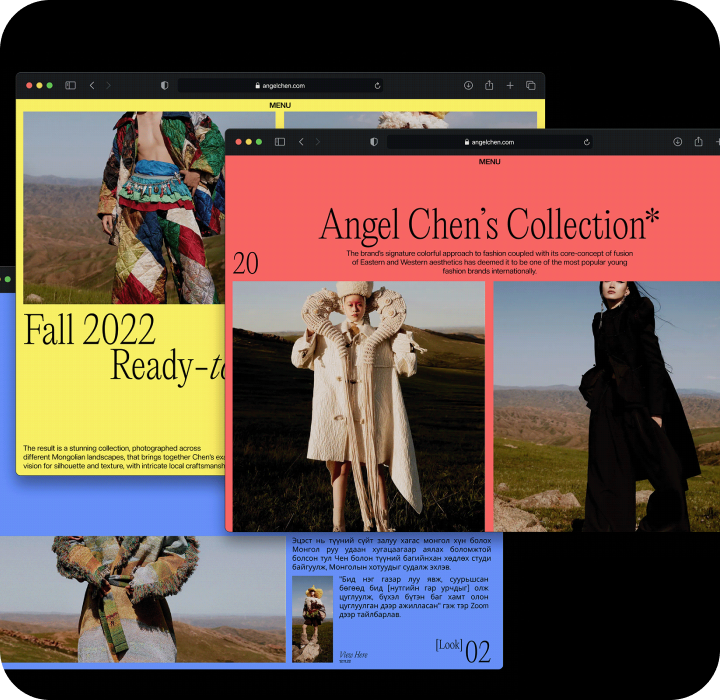 angelchen.com
MENU
Fall 2022
Ready-
The result is a stunning collection, photographed across
different Mongolian landscapes, that brings together Chen's
vision for silhouette and texture, with intricate local
angelchen.com
MENU
Angel Chen's Collection*
20
The brand's signature colorful approach to fashion coupled with its core-concept of fusion
of Eastern and Western aesthetics has deemed it to be one of the most popular young
fashion brands internationally.
Эцэст нь түүний сүйт залуу хагас монгол хүн болох
Монгол руу удаан хугацаагаар аялах боломжтой
болсон тул Чен болон түүний багийнхан хөдлөх студи
байгуулж, Монголын хотуудыг судалж эхлэв.
"Бид нэг газар луу явж, суурьшсан
бөгөөд бид [нутгийн гар урчдыг] олж
цуглуулж, бүхэл бүтэн баг хамт олон
цуглуулган дээр ажилласан" гэж тэр Zoom
дээр тайлбарлав.
View Here
[Look] 02